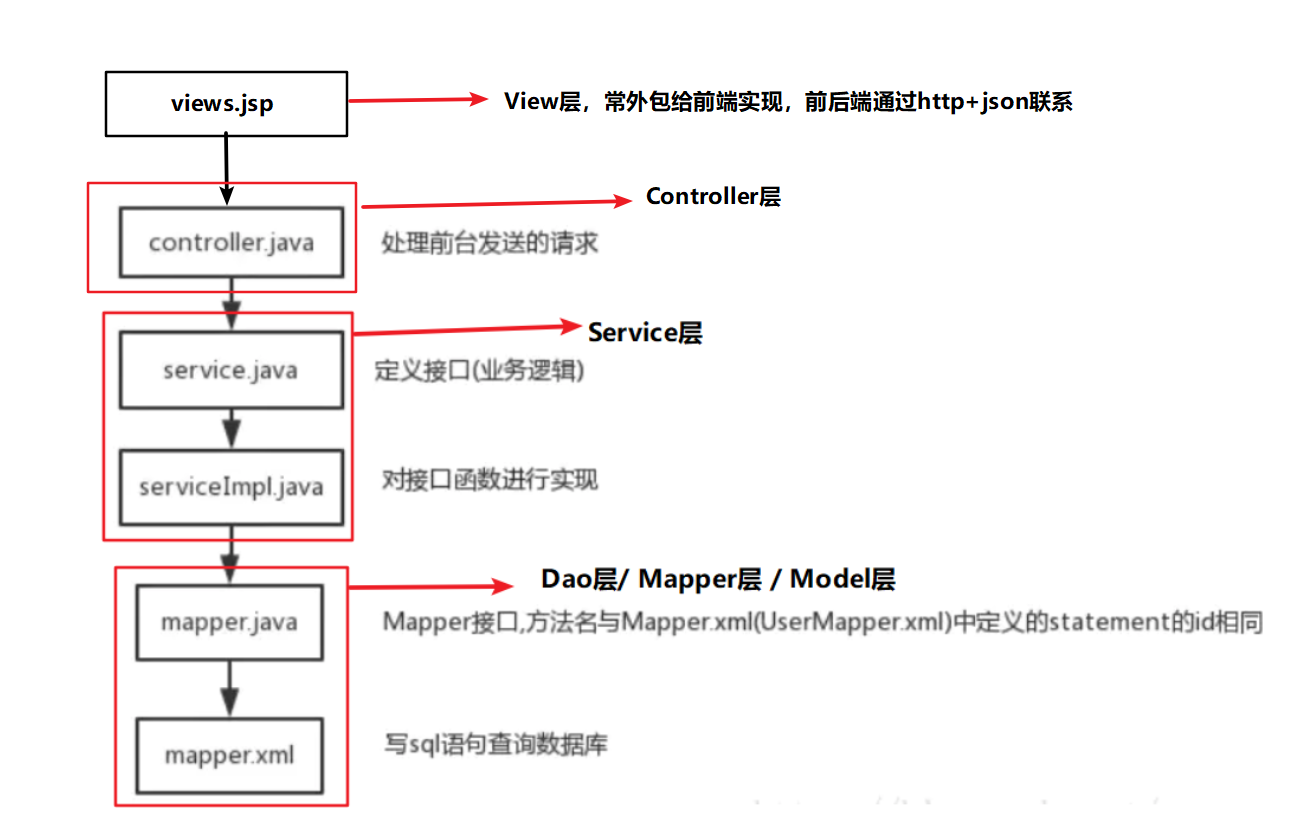 views.jsp
View层，常外包给前端实现，前后端通过http+json联系
Controller层
controller.java
处理前台发送的请求
Service层
service.java
定义接口(业务逻辑)
serviceImpl.java
对接口函数进行实现
Dao层/ Mapper层 / Model层
mapper.java
Mapper接口,方法名与Mapper.xml(UserMapper.xml)中定义的statement的id相同
mapper.xml
写sql语句查询数据库